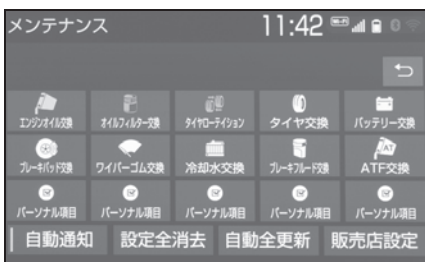 メンテナンス 11:42 Wi-Fi
エンジンオイル交換 オイルフィルター交換 タイヤローテイション タイヤ交換 バッテリー交換
ブレーキパッド交換 ワイパーゴム交換 冷却水交換 ブレーキフルード交換 ATF交換
パーソナル項目 パーソナル項目 パーソナル項目 パーソナル項目 パーソナル項目
自動通知 設定全消去 自動全更新 販売店設定